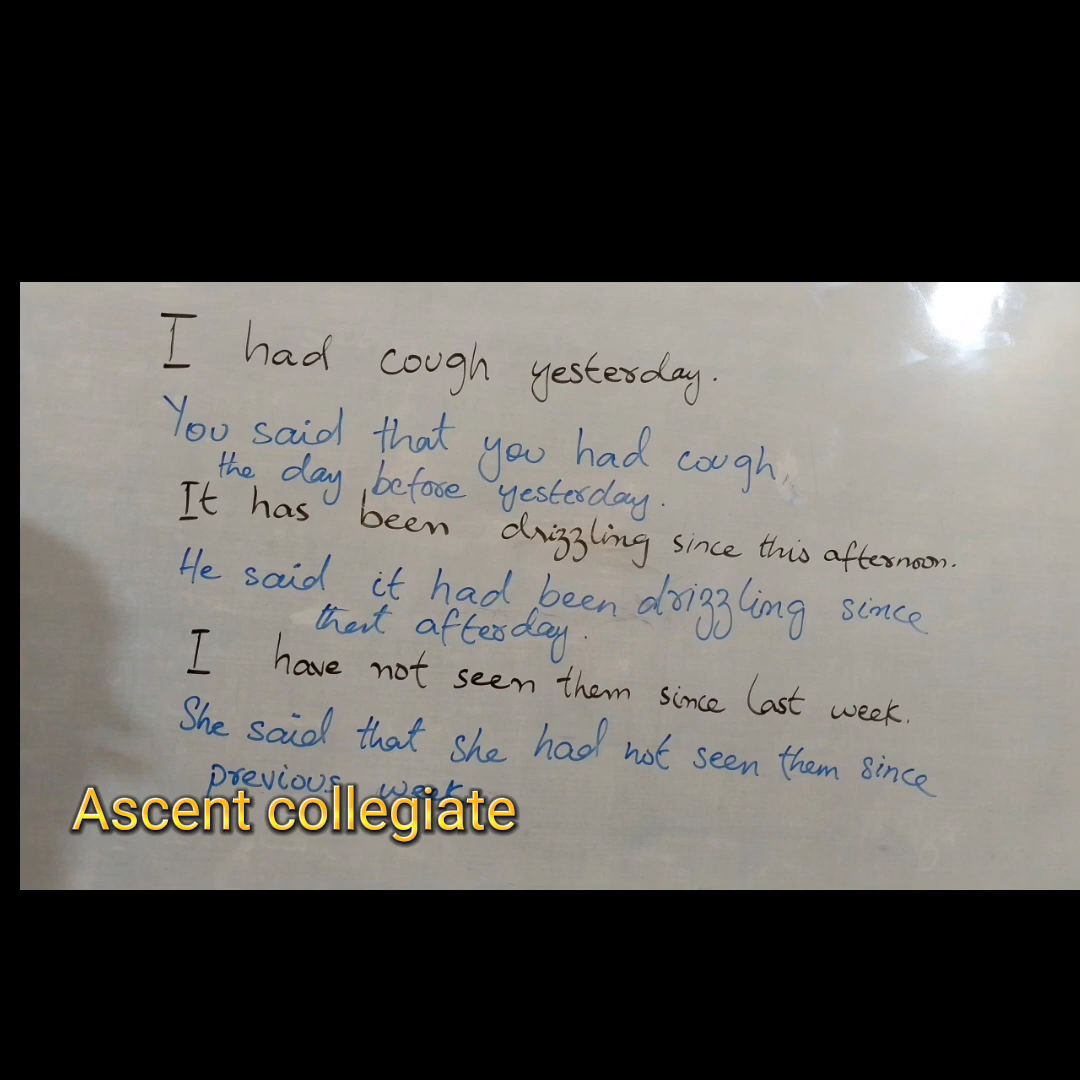 I had cough yesterday.
You said that you had cough,
the day before yesterday.
It has been drizzling since this afternoon.
He said it had been drizzling since
that afterday.
I have not seen them since last week.
She said that she had not seen them since
previous week
Ascent collegiate